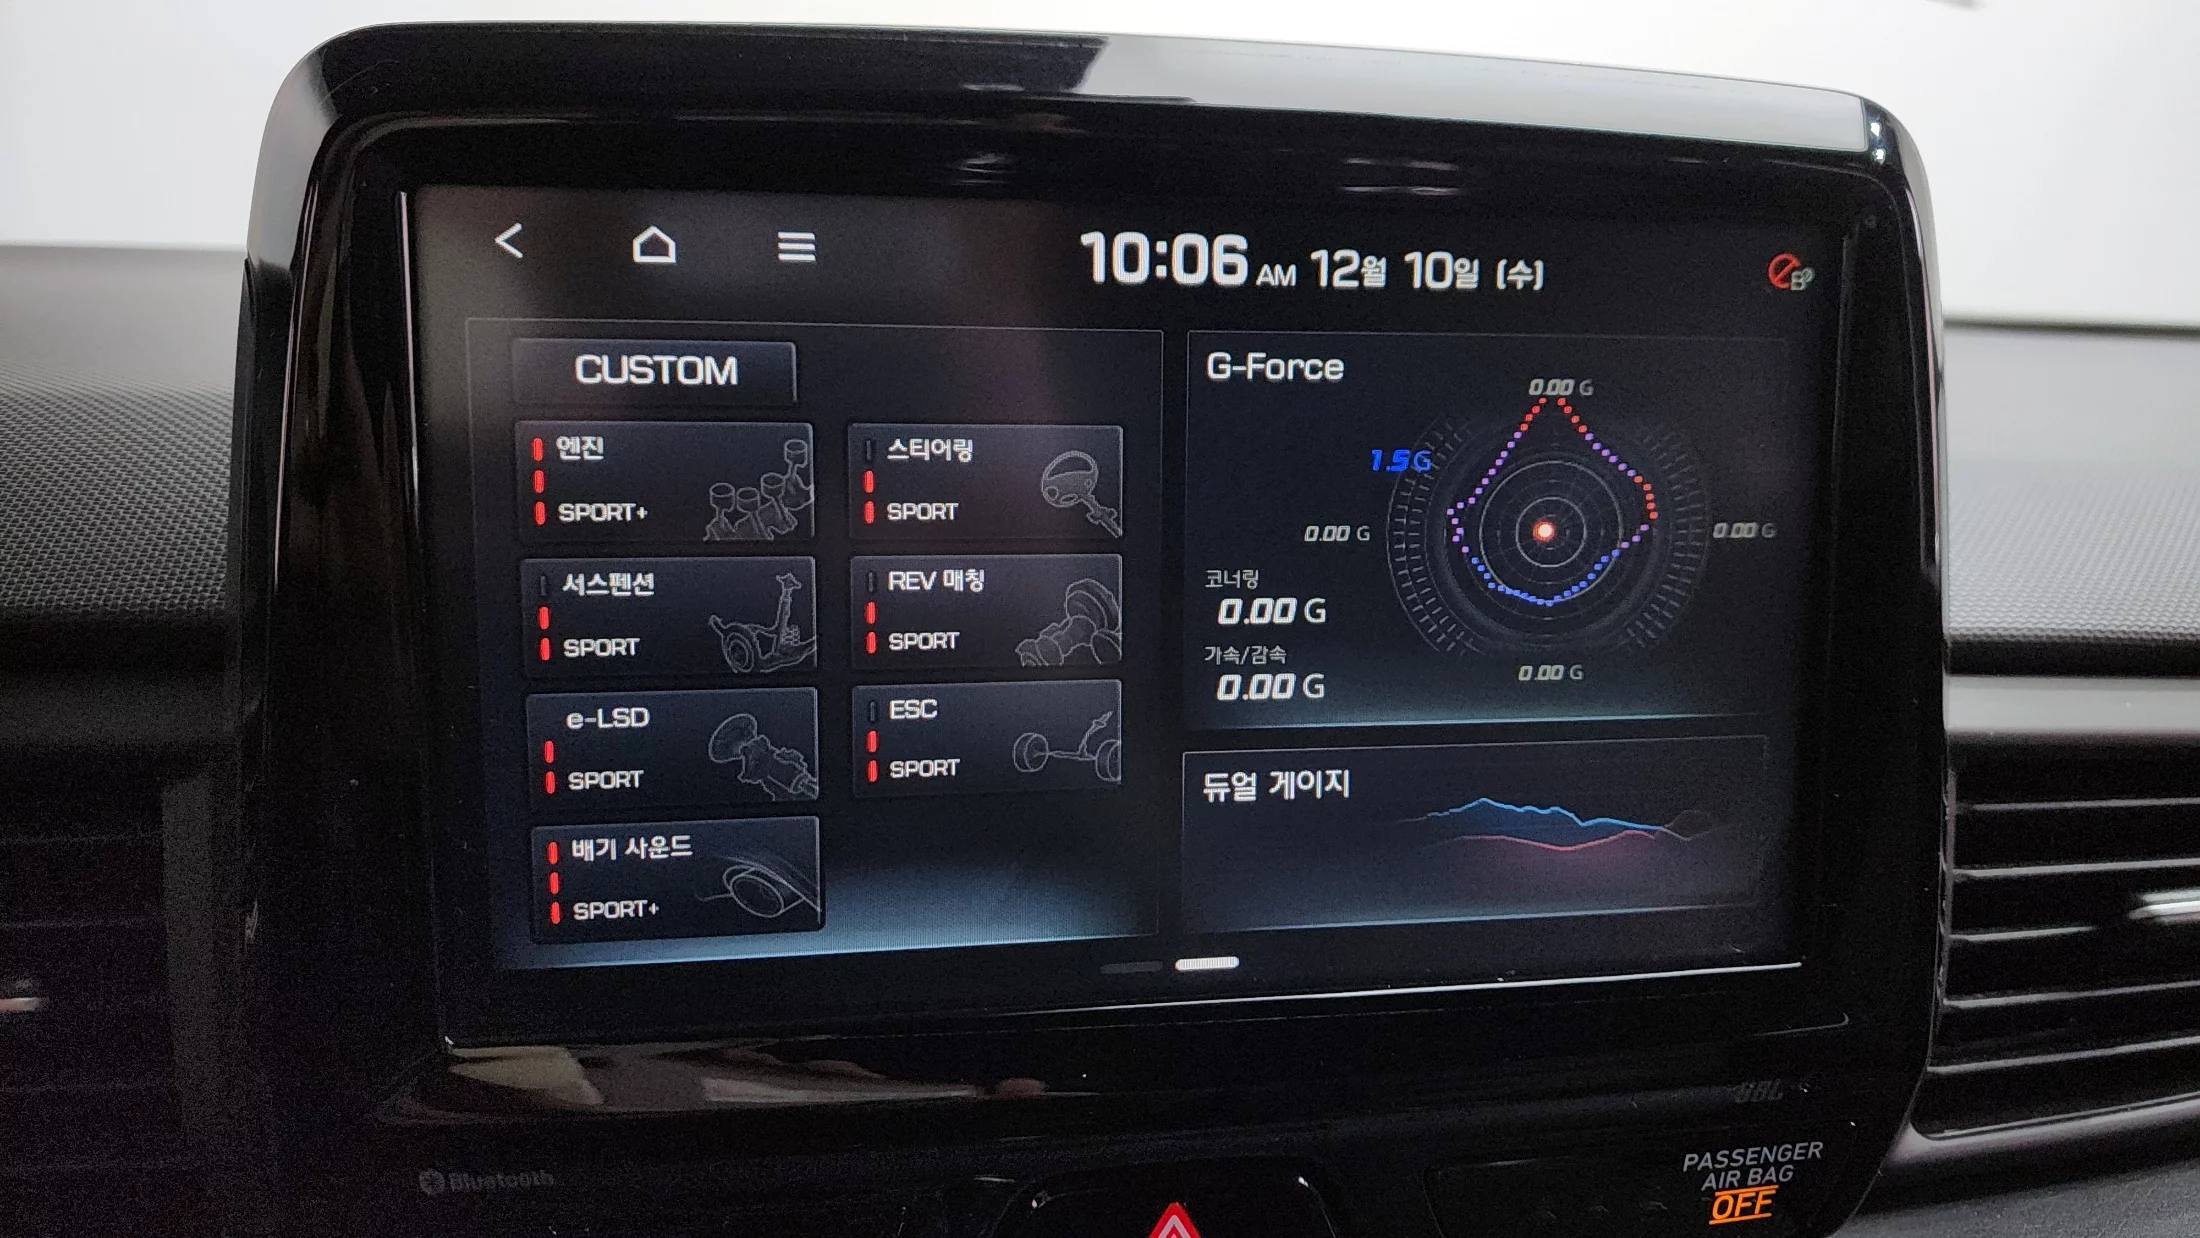 10:06 AM 12월 10일 (수)
CUSTOM
엔진
SPORT+
스티어링
SPORT
서스펜션
SPORT
REV 매칭
SPORT
e-LSD
SPORT
ESC
SPORT
배기 사운드
SPORT+
G-Force
0.00 G
1.5G
0.00 G
0.00 G
코너링
0.00 G
가속/감속
0.00 G
0.00 G
듀얼 게이지
JBL
Bluetooth
PASSENGER
AIR BAG
OFF